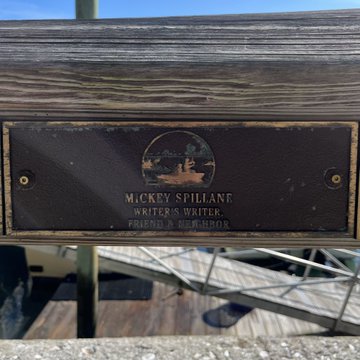 MICKEY SPILLANE
WRITER'S WRITER,
FRIEND & NEIGHBOR